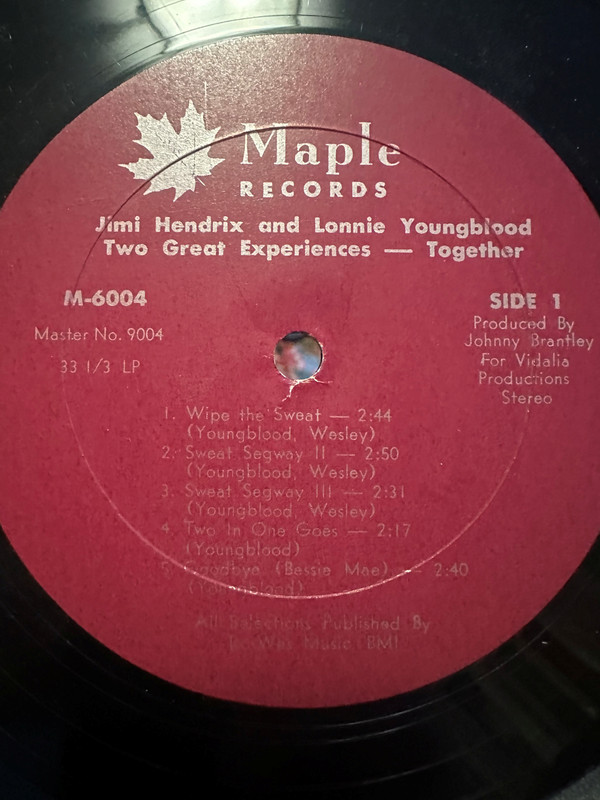 Maple
RECORDS
Jimi Hendrix and Lonnie Youngblood
Two Great Experiences — Together
M-6004
Master No. 9004
33 1/3 LP
SIDE 1
Produced By
Johnny Brantley
For Vidalia
Productions
Stereo
1. Wipe the Sweat — 2:44
(Youngblood, Wesley)
2. Sweat Segway II — 2:50
(Youngblood, Wesley)
3. Sweat Segway III — 2:31
(Youngblood, Wesley)
4. Two In One Goes — 2:17
(Youngblood)
5. Goodbye (Bessie Mae) — 2:40
(Youngblood)
All Selections Published By
Music (BMI